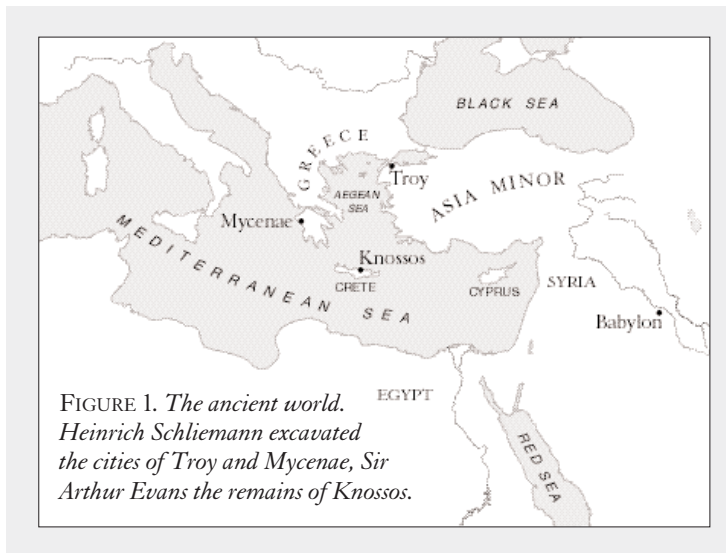 BLACK SEA
GREECE
Troy
AEGEAN
SEA
ASIA MINOR
Mycenae
MEDITERRANEAN SEA
Knossos
CRETE
CYPRUS
SYRIA
Babylon
EGYPT
RED SEA
FIGURE 1. The ancient world.
Heinrich Schliemann excavated
the cities of Troy and Mycenae, Sir
Arthur Evans the remains of Knossos.